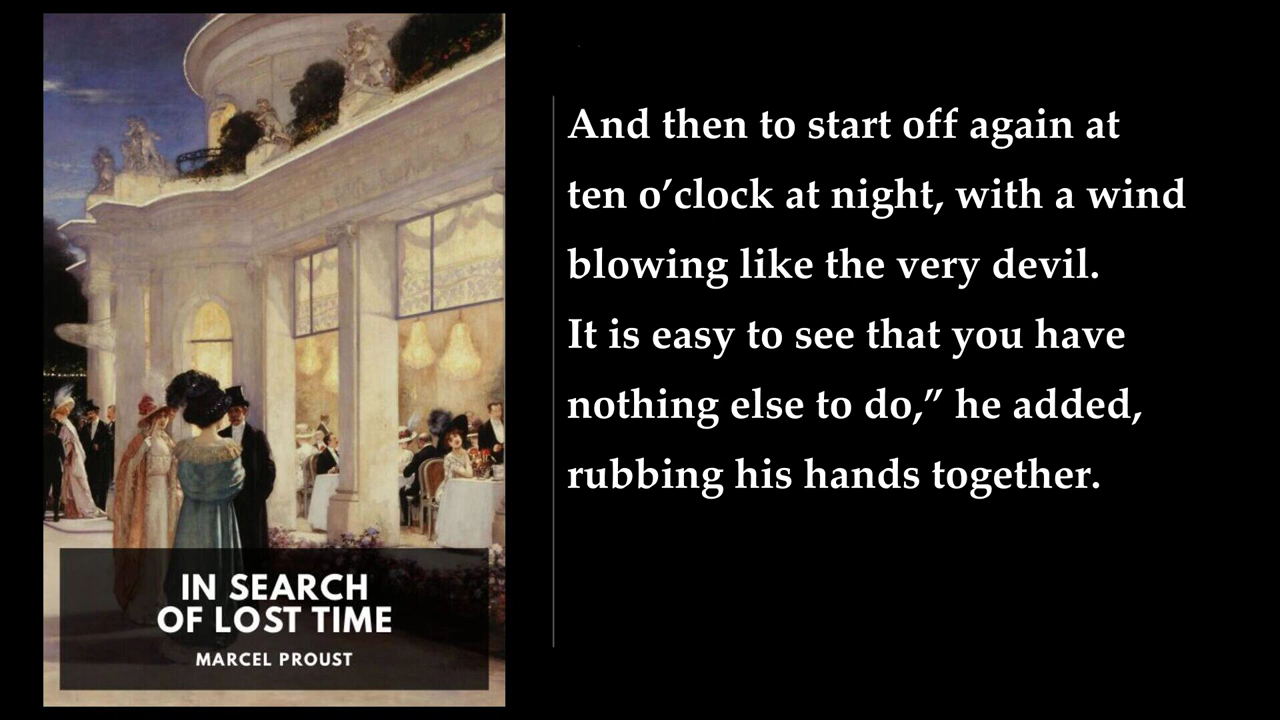 And then to start off again at
ten o’clock at night, with a wind
blowing like the very devil.
It is easy to see that you have
nothing else to do,” he added,
rubbing his hands together.
IN SEARCH
OF LOST TIME
MARCEL PROUST